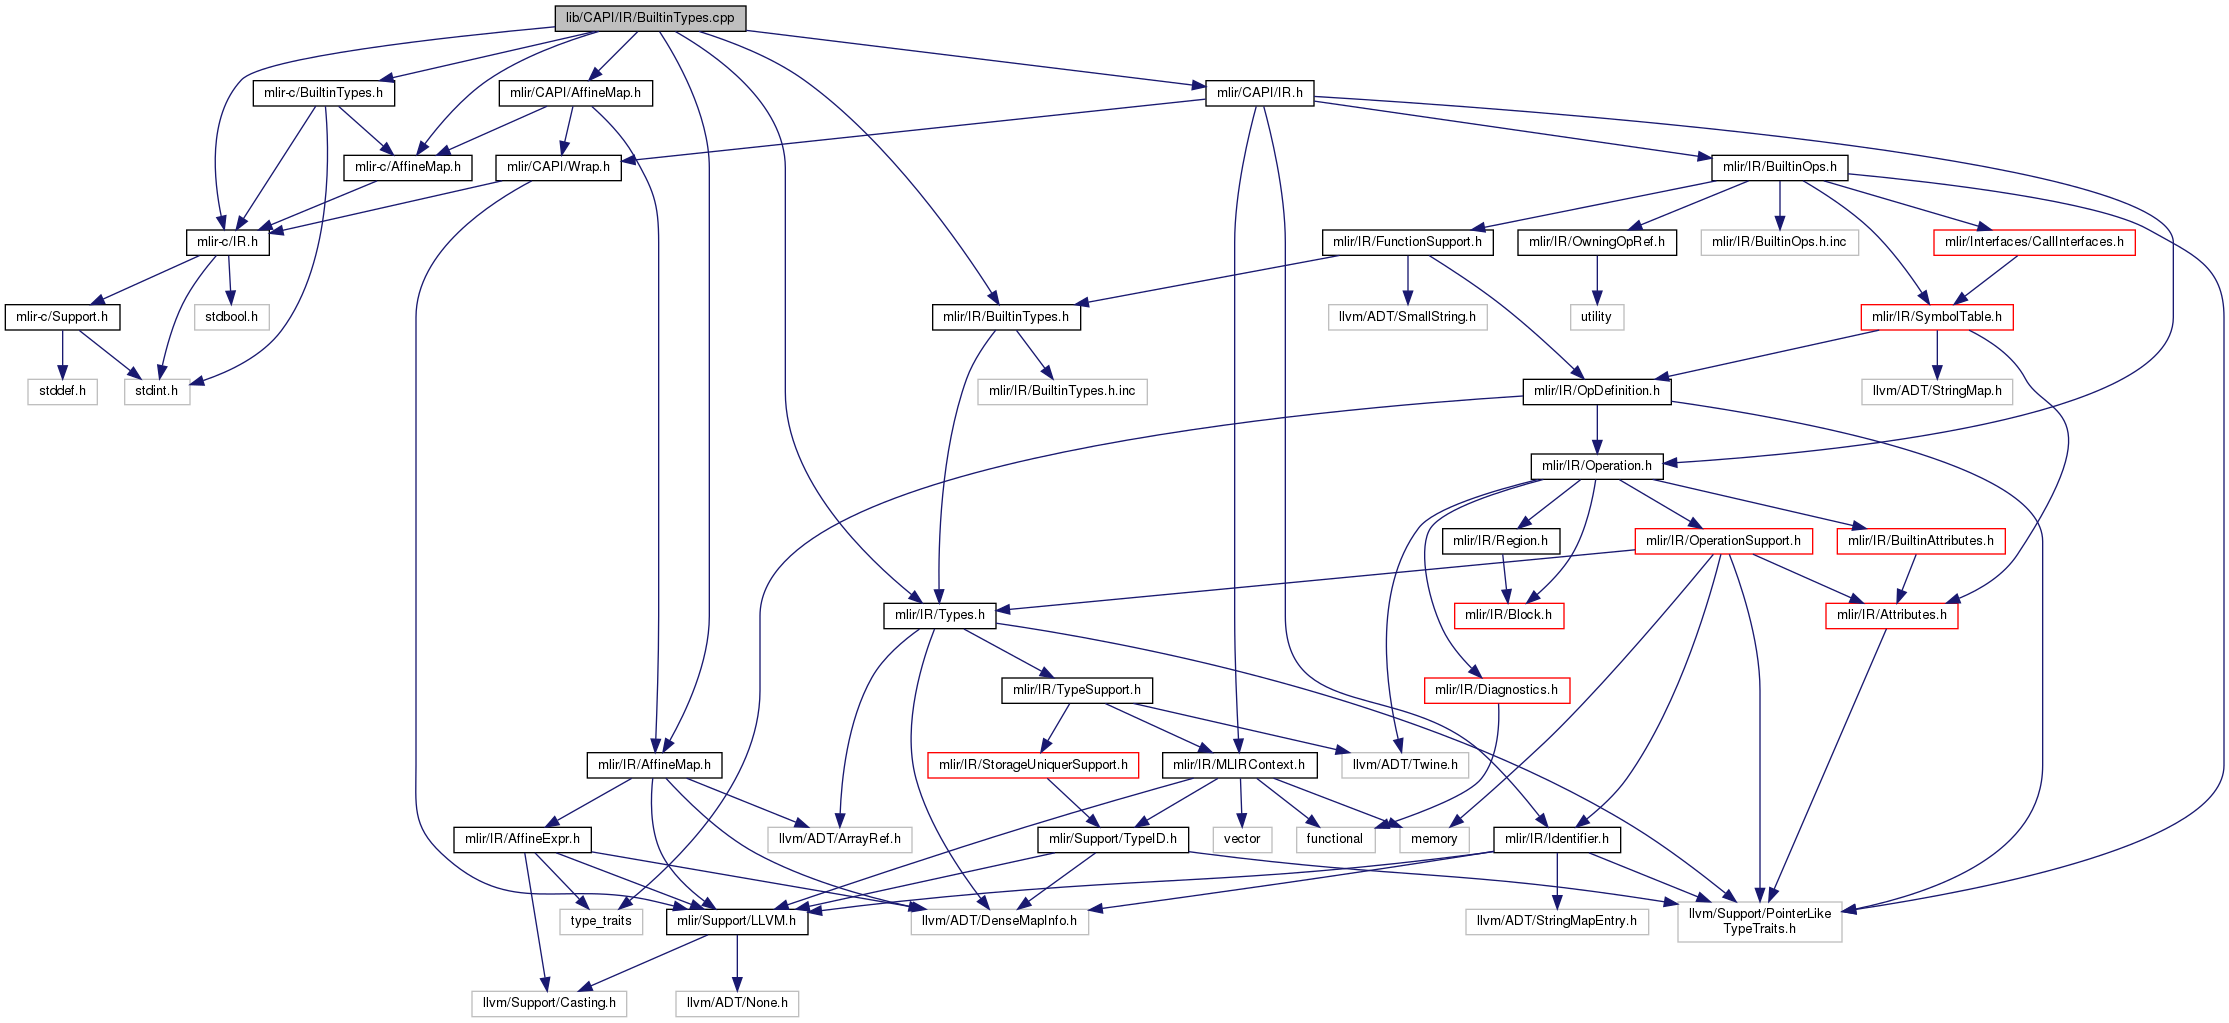 lib/CAPI/IR/BuiltinTypes.cpp
mlir-c/BuiltinTypes.h
mlir/CAPI/AffineMap.h
mlir/CAPI/IR.h
mlir-c/AffineMap.h
mlir/CAPI/Wrap.h
mlir/IR/BuiltinOps.h
mlir-c/IR.h
mlir/IR/FunctionSupport.h
mlir/IR/OwningOpRef.h
mlir/IR/BuiltinOps.h.inc
mlir/Interfaces/CallInterfaces.h
mlir-c/Support.h
stdbool.h
mlir/IR/BuiltinTypes.h
llvm/ADT/SmallString.h
utility
mlir/IR/SymbolTable.h
stddef.h
stdint.h
mlir/IR/BuiltinTypes.h.inc
mlir/IR/OpDefinition.h
llvm/ADT/StringMap.h
mlir/IR/Operation.h
mlir/IR/Region.h
mlir/IR/OperationSupport.h
mlir/IR/BuiltinAttributes.h
mlir/IR/Types.h
mlir/IR/Block.h
mlir/IR/Attributes.h
mlir/IR/TypeSupport.h
mlir/IR/Diagnostics.h
mlir/IR/AffineMap.h
mlir/IR/StorageUniquerSupport.h
mlir/IR/MLIRContext.h
llvm/ADT/Twine.h
mlir/IR/AffineExpr.h
llvm/ADT/ArrayRef.h
mlir/Support/TypeID.h
vector
functional
memory
mlir/IR/Identifier.h
type_traits
mlir/Support/LLVM.h
llvm/ADT/DenseMapInfo.h
llvm/ADT/StringMapEntry.h
llvm/Support/PointerLike
TypeTraits.h
llvm/Support/Casting.h
llvm/ADT/None.h